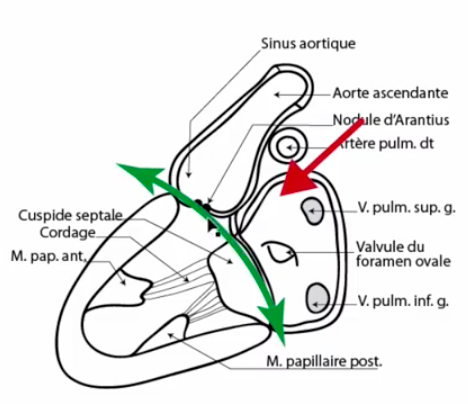 Sinus aortique
Aorte ascendante
Nodule d'Arantius
Artère pulm. dt
Cuspide septale
V. pulm. sup. g.
Cordage
M. pap. ant.
Valvule du
foramen ovale
V. pulm. inf. g.
M. papillaire post.